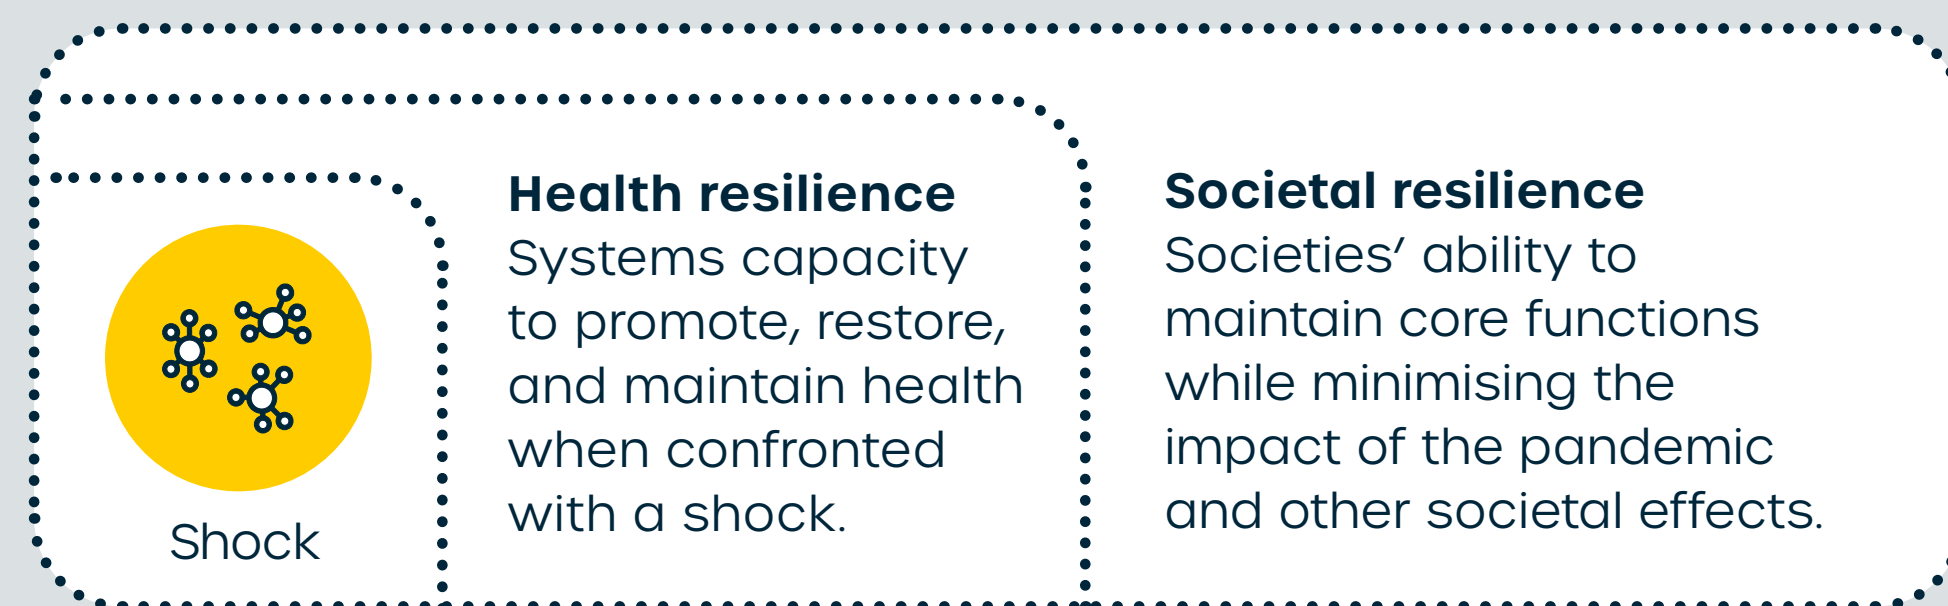 Shock
Health resilience
Systems capacity
to promote, restore,
and maintain health
when confronted
with a shock.
Societal resilience
Societies’ ability to
maintain core functions
while minimising the
impact of the pandemic
and other societal effects.